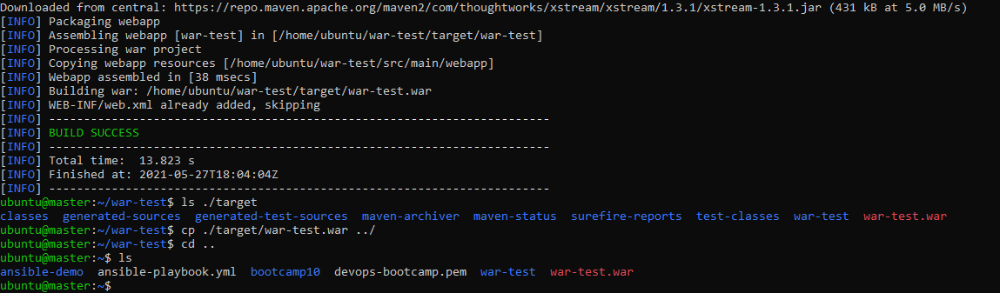 Downloaded from central: https://repo.maven.apache.org/maven2/com/thoughtworks/xstream/xstream/1.3.1/xstream-1.3.1.jar (431 kB at 5.0 MB/s)
[INFO] Packaging webapp
[INFO] Assembling webapp [war-test] in [/home/ubuntu/war-test/target/war-test]
[INFO] Processing war project
[INFO] Copying webapp resources [/home/ubuntu/war-test/src/main/webapp]
[INFO] Webapp assembled in [38 msecs]
[INFO] Building war: /home/ubuntu/war-test/target/war-test.war
[INFO] WEB-INF/web.xml already added, skipping
[INFO] ------------------------------------------------------------------------
[INFO] BUILD SUCCESS
[INFO] ------------------------------------------------------------------------
[INFO] Total time:  13.823 s
[INFO] Finished at: 2021-05-27T18:04:04Z
[INFO] ------------------------------------------------------------------------
ubuntu@master:~/war-test$ ls ./target
classes  generated-sources  generated-test-sources  maven-archiver  maven-status  surefire-reports  test-classes  war-test  war-test.war
ubuntu@master:~/war-test$ cp ./target/war-test.war ../
ubuntu@master:~/war-test$ cd ..
ubuntu@master:~$ ls
ansible-demo  ansible-playbook.yml  bootcamp10  devops-bootcamp.pem  war-test  war-test.war
ubuntu@master:~$